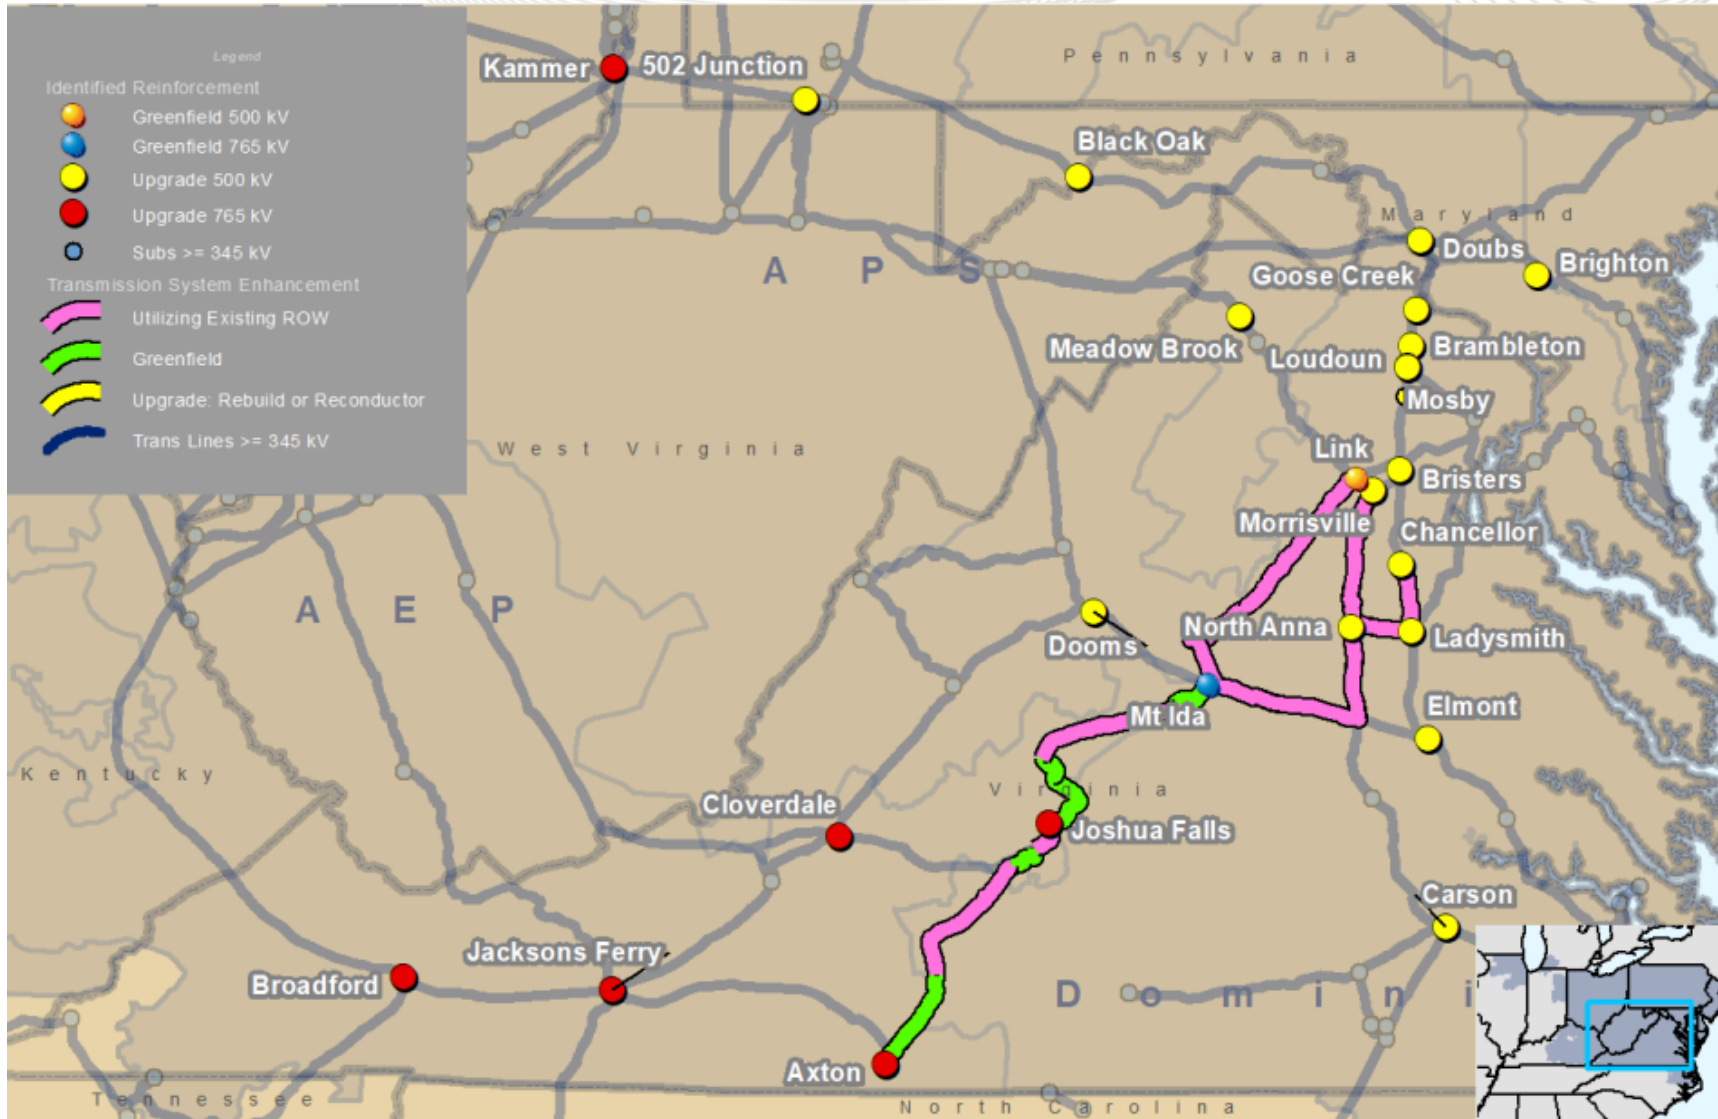 Legend
Identified Reinforcement
Greenfield 500 kV
Greenfield 765 kV
Upgrade 500 kV
Upgrade 765 kV
Subs >= 345 kV
Transmission System Enhancement
Utilizing Existing ROW
Greenfield
Upgrade: Rebuild or Reconductor
Trans Lines >= 345 kV
Kammer
502 Junction
Pennsylvania
Black Oak
Maryland
Doubs
Brighton
APS
Goose Creek
Meadow Brook
Loudoun
Brambleton
Mosby
West Virginia
Link
Bristers
Morrisville
Chancellor
AEP
Dooms
North Anna
Ladysmith
Mt Ida
Elmont
Kentucky
Virginia
Cloverdale
Joshua Falls
Carson
Jacksons Ferry
Broadford
Domini
Axton
Tennessee
North Carolina